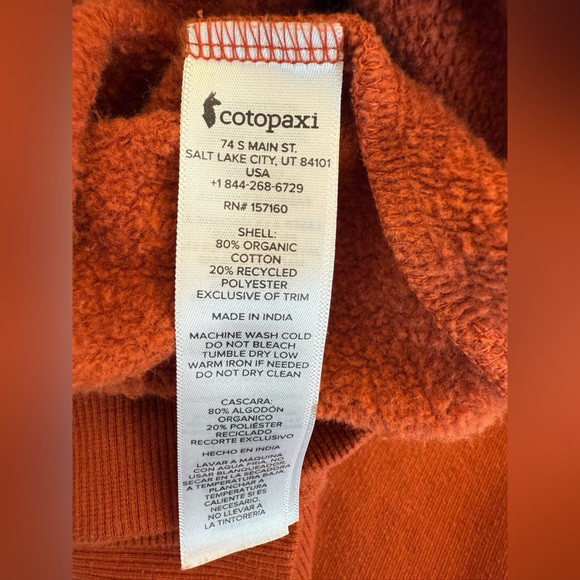 cotopaxi
74 S MAIN ST.
SALT LAKE CITY, UT 84101
USA
+1 844-268-6729
RN# 157160
SHELL:
80% ORGANIC
COTTON
20% RECYCLED
POLYESTER
EXCLUSIVE OF TRIM
MADE IN INDIA
MACHINE WASH COLD
DO NOT BLEACH
TUMBLE DRY LOW
WARM IRON IF NEEDED
DO NOT DRY CLEAN
CASCARA:
80% ALGODÓN
ORGANICO
20% POLIÉSTER
RECICLADO
RECORTE EXCLUSIVO
HECHO EN INDIA
LAVAR A MÁQUINA
CON AGUA FRÍA, NO
USAR BLANQUEADOR,
SECAR EN LA SECADORA
A TEMPERATURA BAJA,
PLANCHAR A
TEMPERATURA
CALIENTE SI ES
NECESARIO,
NO LLEVAR A
LA TINTORERÍA